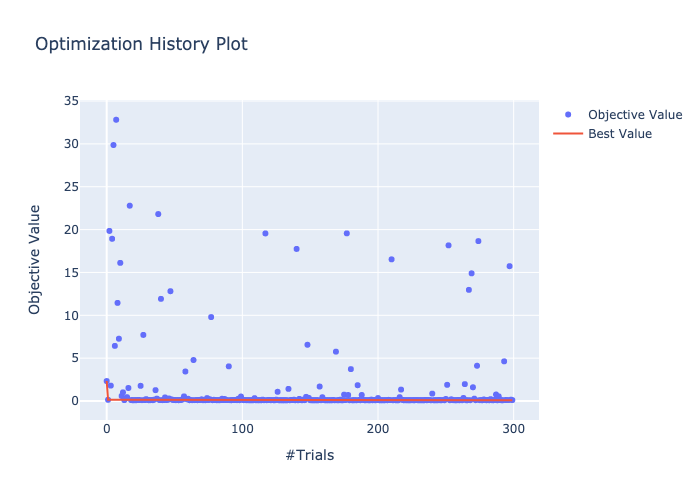 Optimization History Plot
35
30
25
20
15
10
5
0
Objective Value
0 100 200 300
#Trials
Objective Value
Best Value